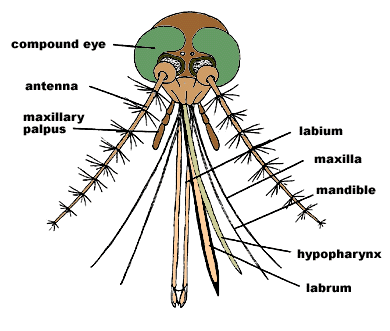 compound eye
antenna
maxillary
palpus
labium
maxilla
mandible
hypopharynx
labrum